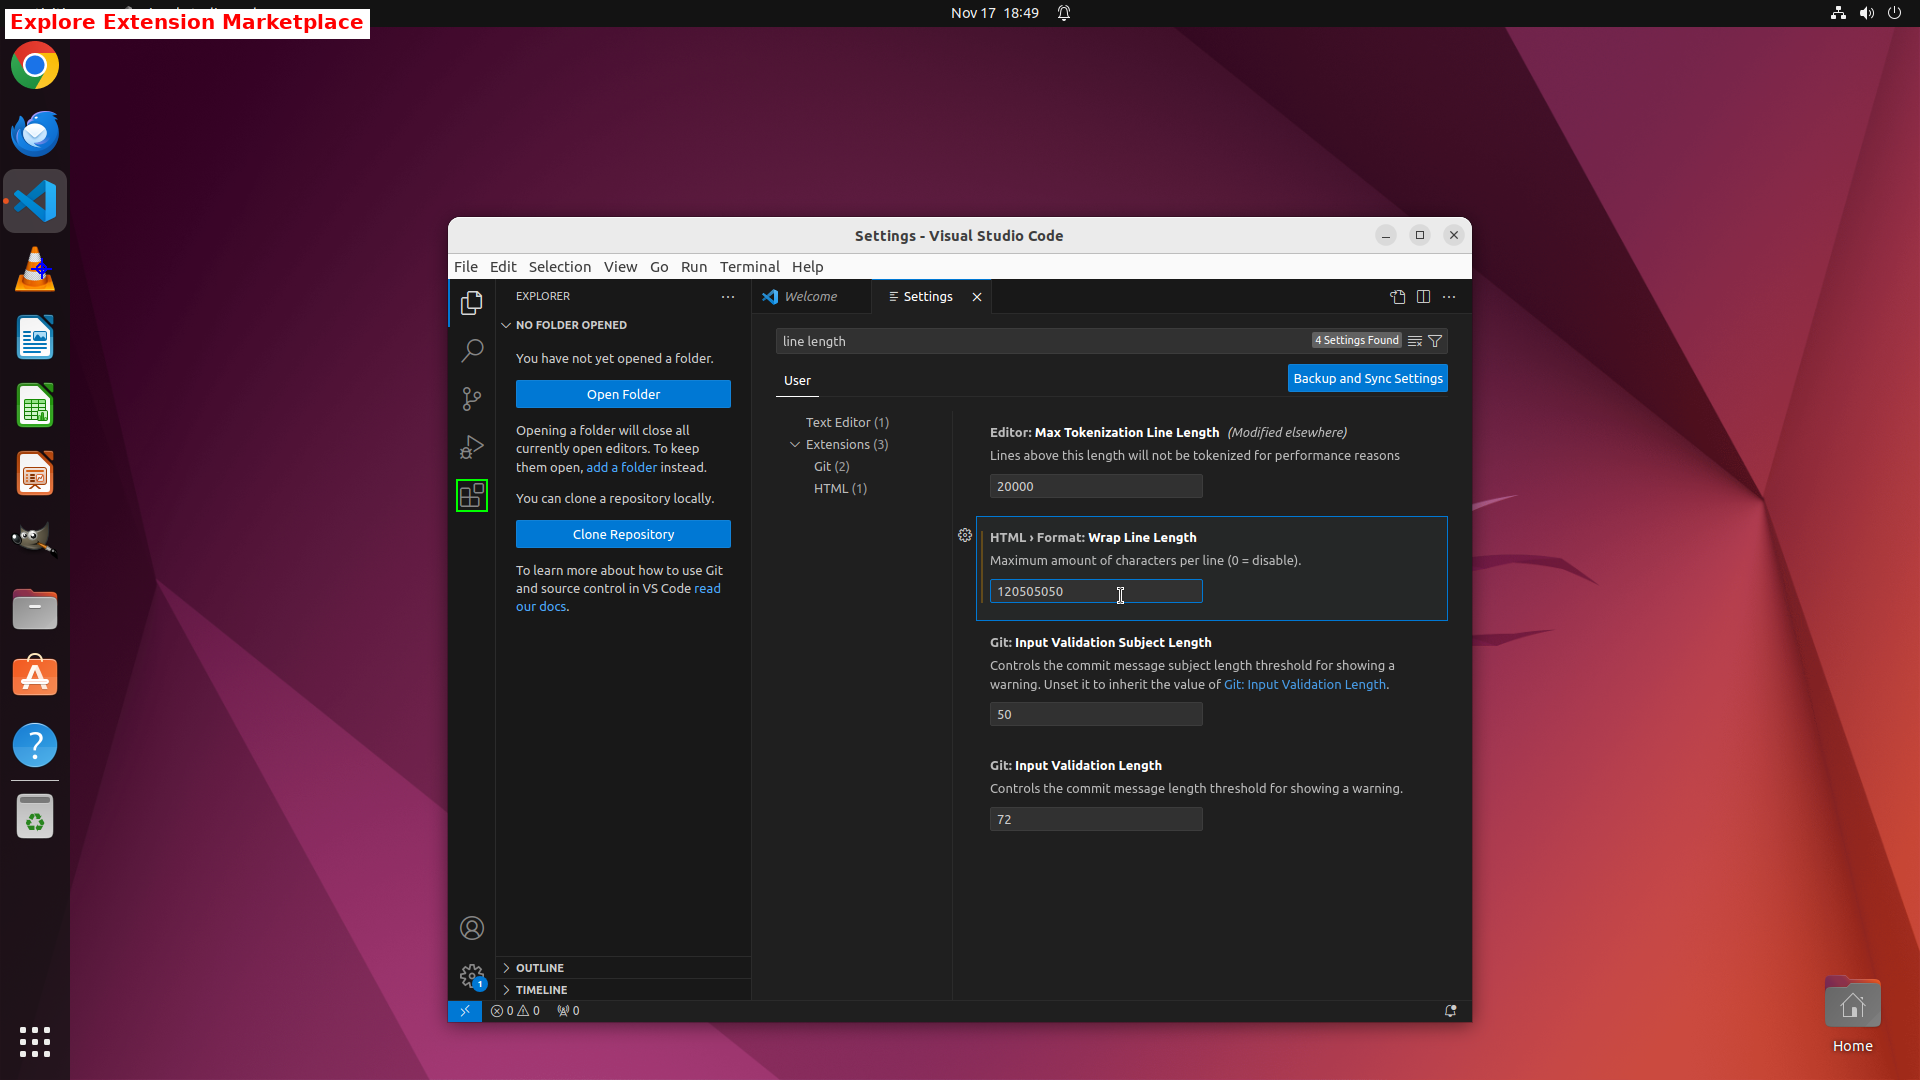 Explore Extension Marketplace
Nov 17 18:49
Settings - Visual Studio Code
File Edit Selection View Go Run Terminal Help
EXPLORER
Welcome
Settings
NO FOLDER OPENED
You have not yet opened a folder.
Open Folder
Opening a folder will close all
currently open editors. To keep
them open, add a folder instead.
You can clone a repository locally.
Clone Repository
To learn more about how to use Git
and source control in VS Code read
our docs.
OUTLINE
TIMELINE
line length
4 Settings Found
User
Backup and Sync Settings
Text Editor (1)
Extensions (3)
Git (2)
HTML (1)
Editor: Max Tokenization Line Length (Modified elsewhere)
Lines above this length will not be tokenized for performance reasons
20000
HTML › Format: Wrap Line Length
Maximum amount of characters per line (0 = disable).
120505050
Git: Input Validation Subject Length
Controls the commit message subject length threshold for showing a
warning. Unset it to inherit the value of Git: Input Validation Length.
50
Git: Input Validation Length
Controls the commit message length threshold for showing a warning.
72
1
0 0 0
Home